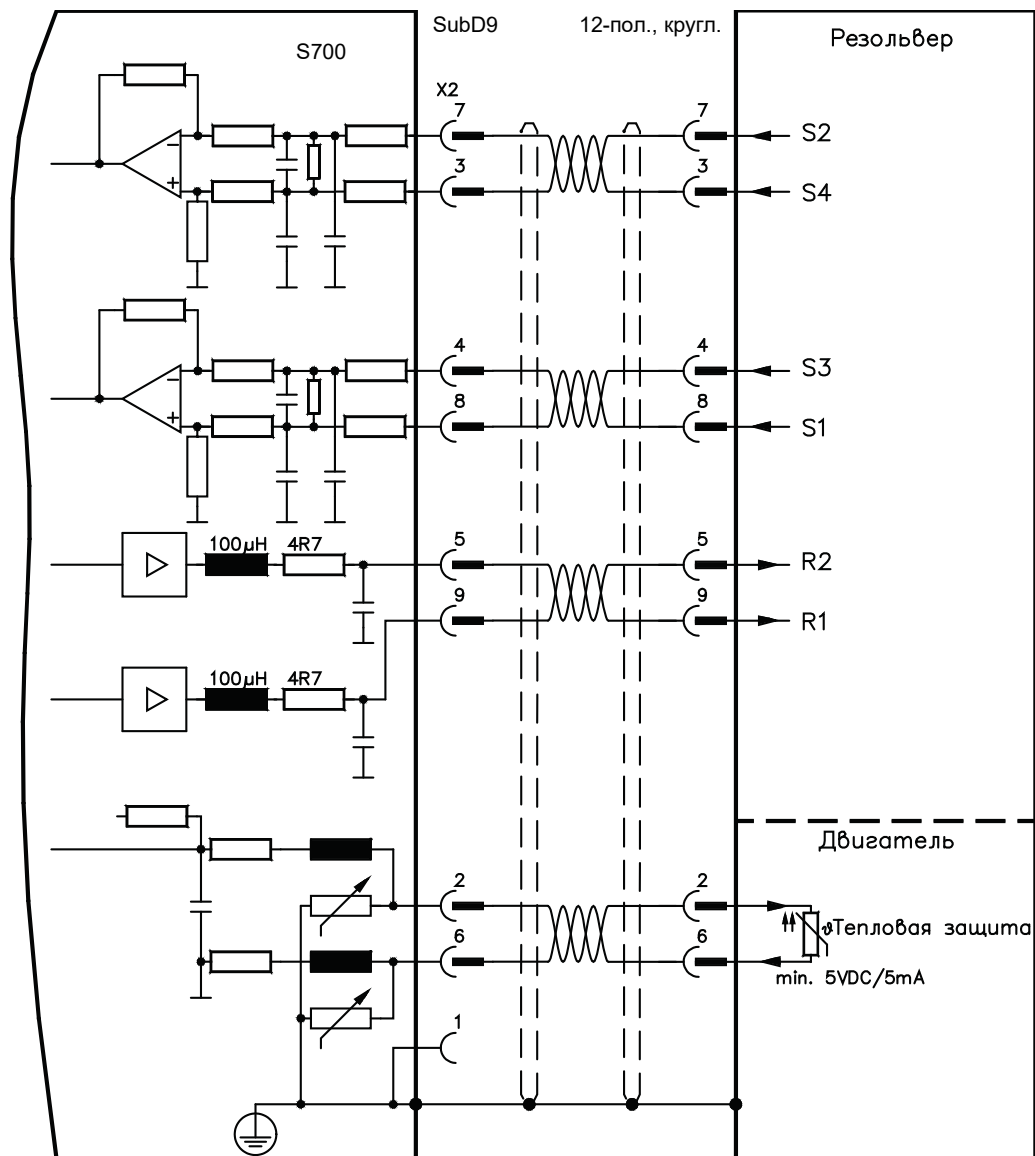 SubD9
12-пол., кругл.
Резольвер
S700
X2
7
7
S2
−
+
3
3
S4
4
4
S3
−
+
8
8
S1
100µH
4R7
5
5
R2
9
9
R1
100µH
4R7
Двигатель
2
2
ϑ Тепловая защита
6
6
min. 5VDC/5mA
1